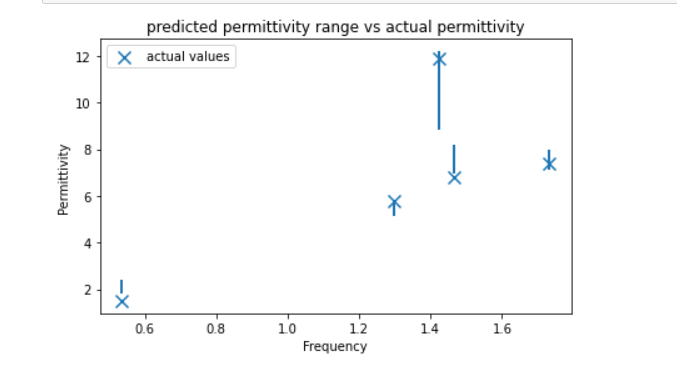 predicted permittivity range vs actual permittivity
actual values
12
10
8
6
4
2
Permittivity
0.6 0.8 1.0 1.2 1.4 1.6
Frequency